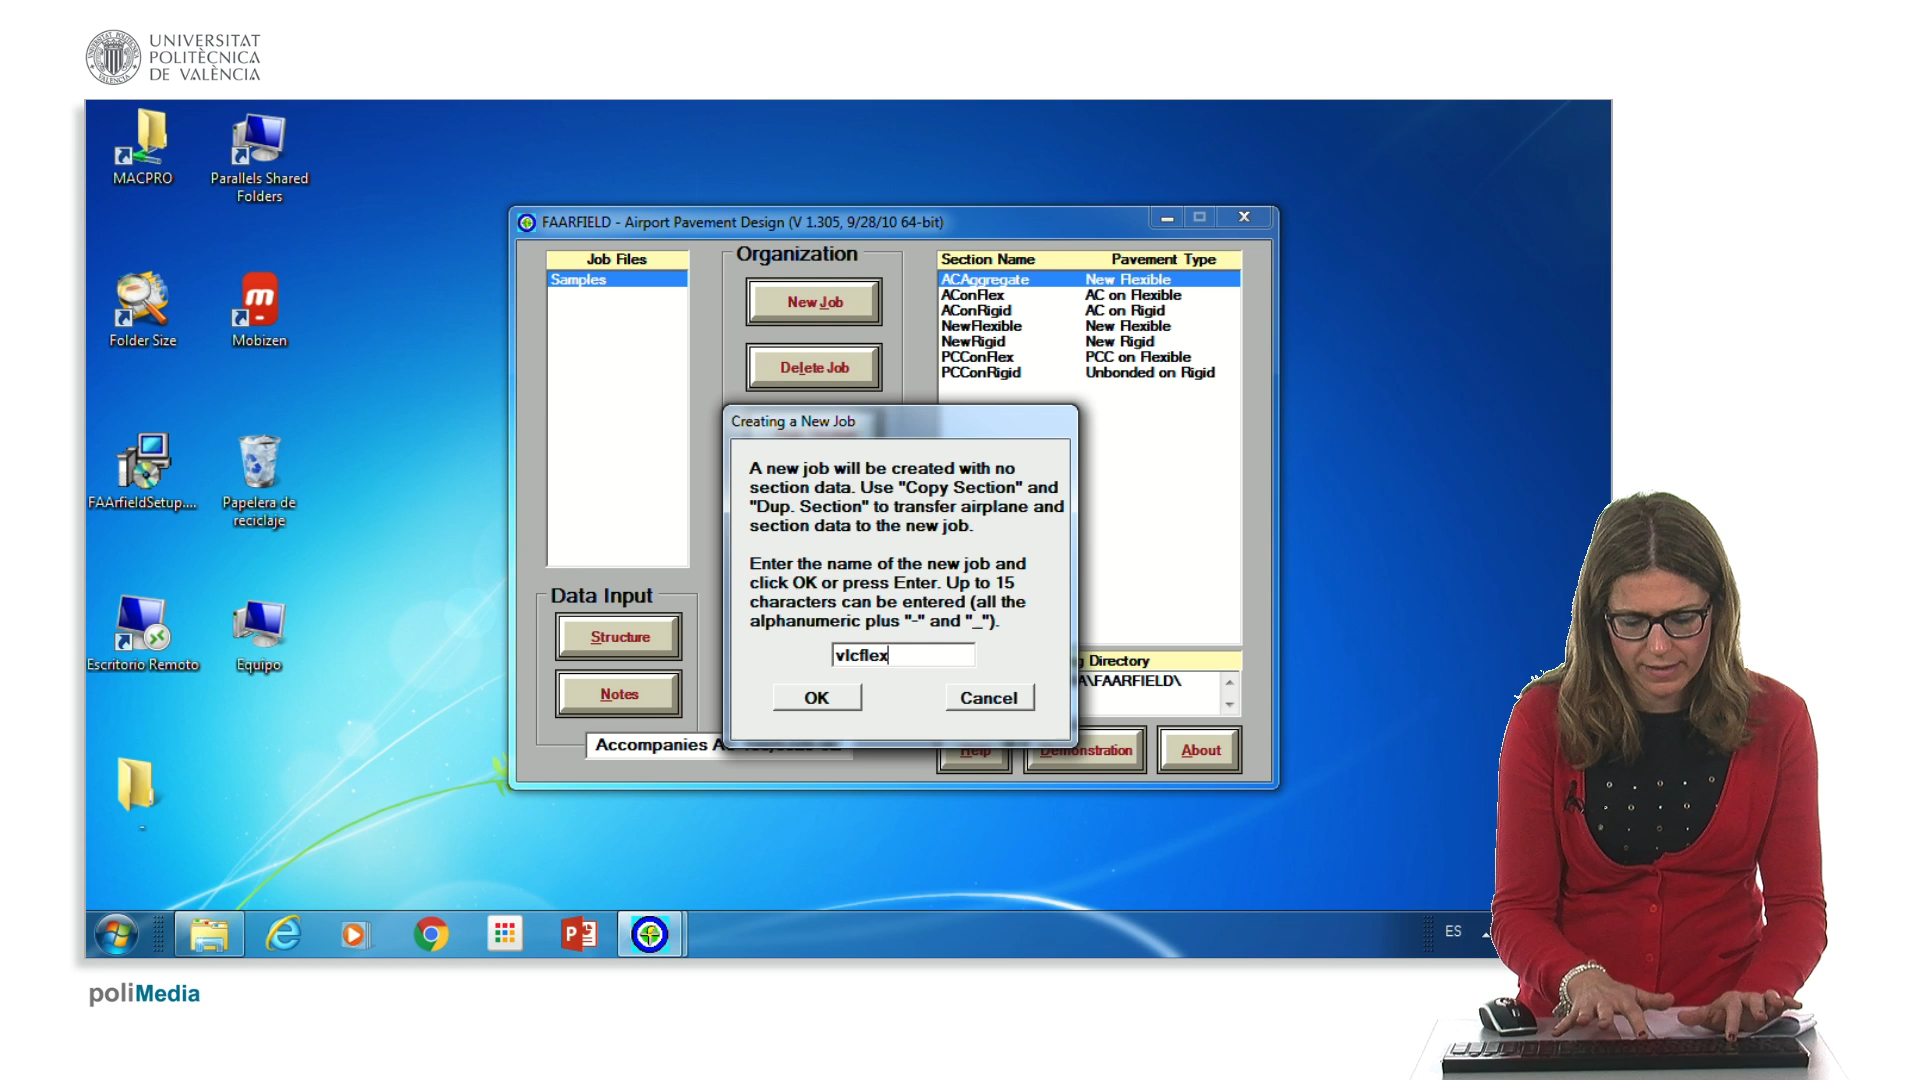 UNIVERSITAT
POLITÈCNICA
DE VALÈNCIA
MACPRO
Parallels Shared
Folders
Folder Size
Mobizen
FAArfieldSetup....
Papelera de
reciclaje
Escritorio Remoto
Equipo
-
FAARFIELD - Airport Pavement Design (V 1.305, 9/28/10 64-bit)
Job Files
Samples
Organization
New Job
Delete Job
Section Name Pavement Type
ACAggregate New Flexible
AConFlex AC on Flexible
AConRigid AC on Rigid
NewFlexible New Flexible
NewRigid New Rigid
PCConFlex PCC on Flexible
PCConRigid Unbonded on Rigid
Creating a New Job
A new job will be created with no
section data. Use "Copy Section" and
"Dup. Section" to transfer airplane and
section data to the new job.
Enter the name of the new job and
click OK or press Enter. Up to 15
characters can be entered (all the
alphanumeric plus "-" and "_").
vlcflex
OK Cancel
Data Input
Structure
Notes
Accompanies
Directory
\FAARFIELD\
Help
Demonstration
About
ES
poliMedia